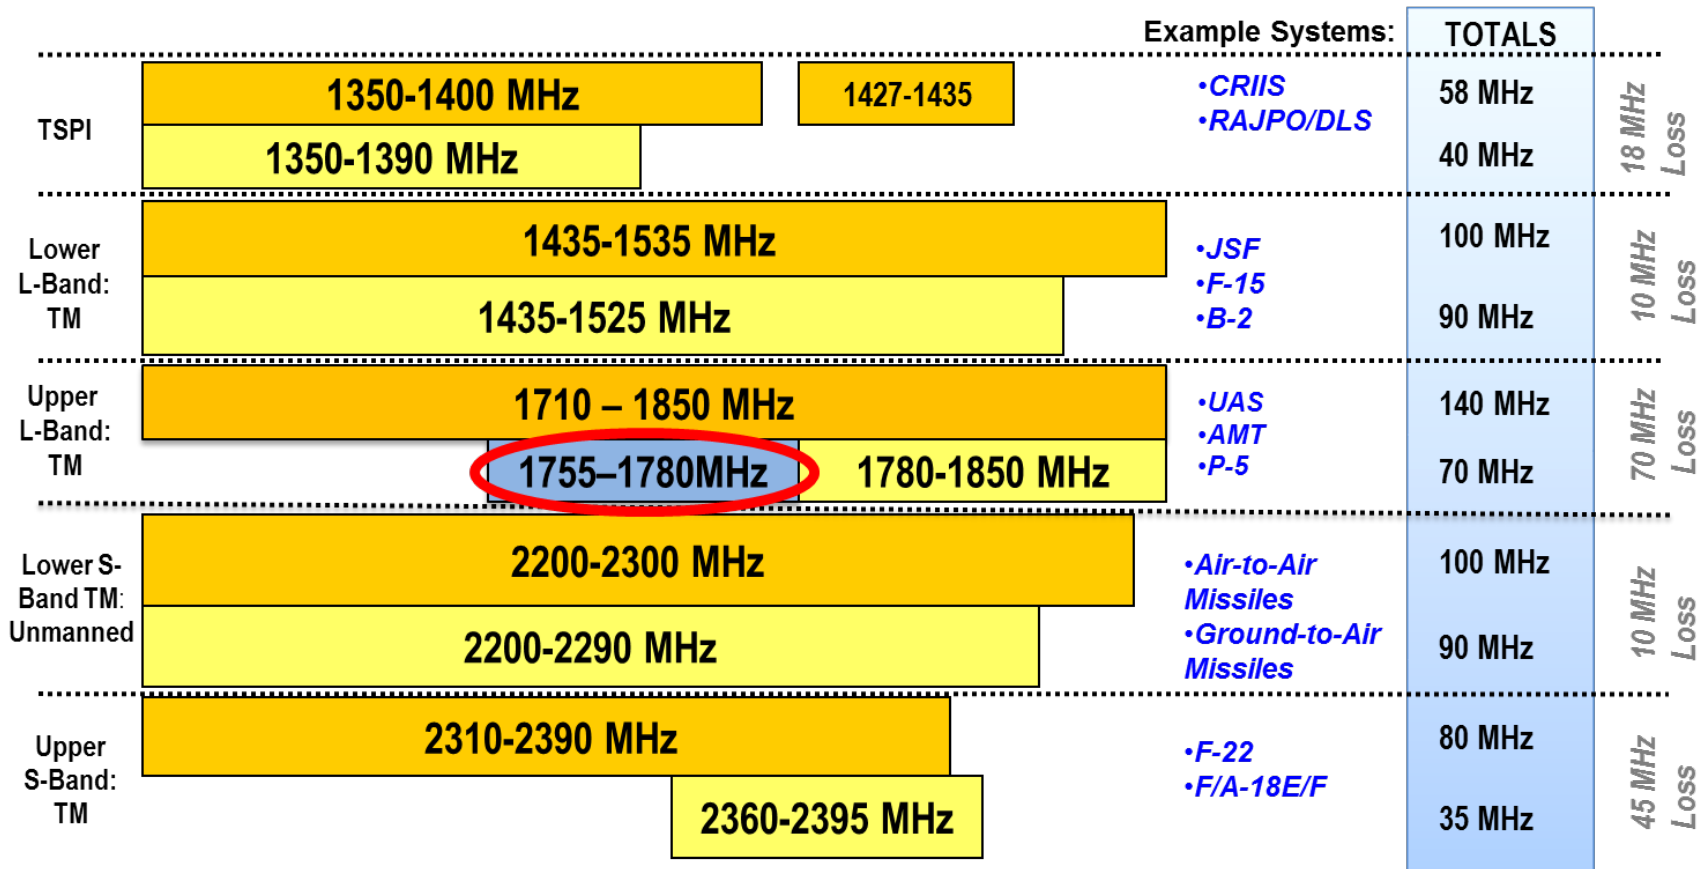 Example Systems:
TOTALS
TSPI
1350-1400 MHz
1427-1435
1350-1390 MHz
•CRIIS
•RAJPO/DLS
58 MHz
40 MHz
18 MHz
Loss
Lower
L-Band:
TM
1435-1535 MHz
1435-1525 MHz
•JSF
•F-15
•B-2
100 MHz
90 MHz
10 MHz
Loss
Upper
L-Band:
TM
1710 – 1850 MHz
1755–1780MHz
1780-1850 MHz
•UAS
•AMT
•P-5
140 MHz
70 MHz
70 MHz
Loss
Lower S-
Band TM:
Unmanned
2200-2300 MHz
2200-2290 MHz
•Air-to-Air
Missiles
•Ground-to-Air
Missiles
100 MHz
90 MHz
10 MHz
Loss
Upper
S-Band:
TM
2310-2390 MHz
2360-2395 MHz
•F-22
•F/A-18E/F
80 MHz
35 MHz
45 MHz
Loss